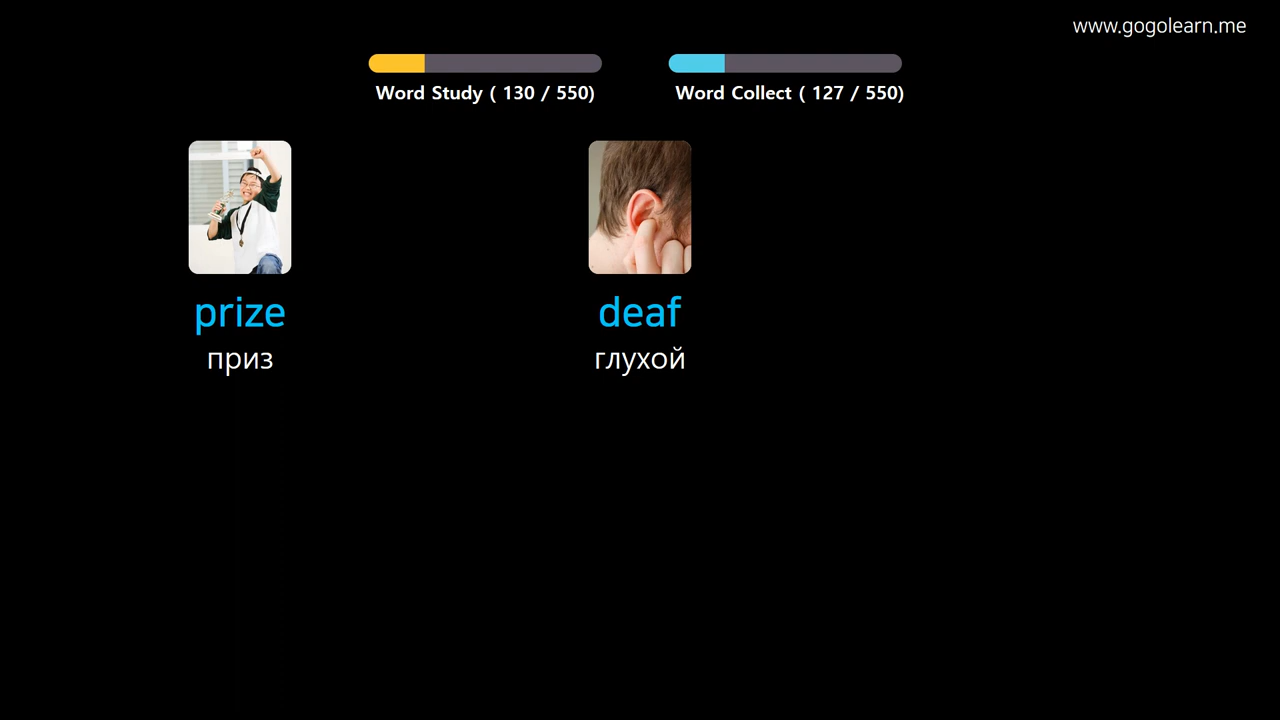 www.gogolearn.me
Word Study ( 130 / 550)
Word Collect ( 127 / 550)
prize
приз
deaf
глухой